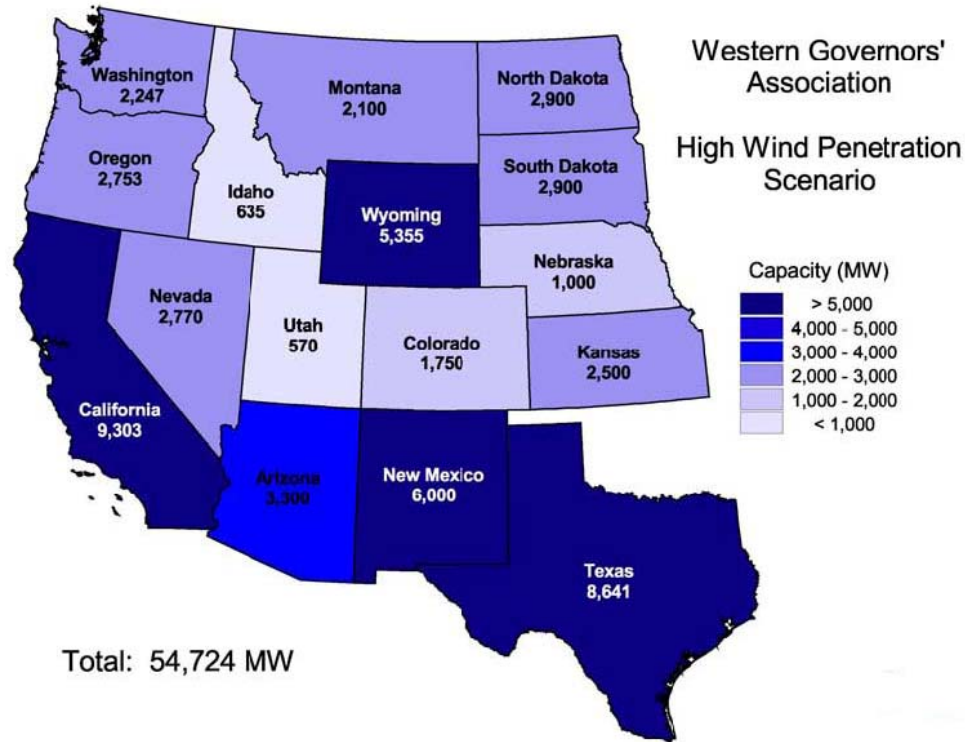 Western Governors'
Association
High Wind Penetration
Scenario
Washington
2,247
Montana
2,100
North Dakota
2,900
Oregon
2,753
Idaho
635
South Dakota
2,900
Wyoming
5,355
Nebraska
1,000
Nevada
2,770
Utah
570
Colorado
1,750
Kansas
2,500
California
9,303
Arizona
3,300
New Mexico
6,000
Texas
8,641
Capacity (MW)
> 5,000
4,000 - 5,000
3,000 - 4,000
2,000 - 3,000
1,000 - 2,000
< 1,000
Total: 54,724 MW